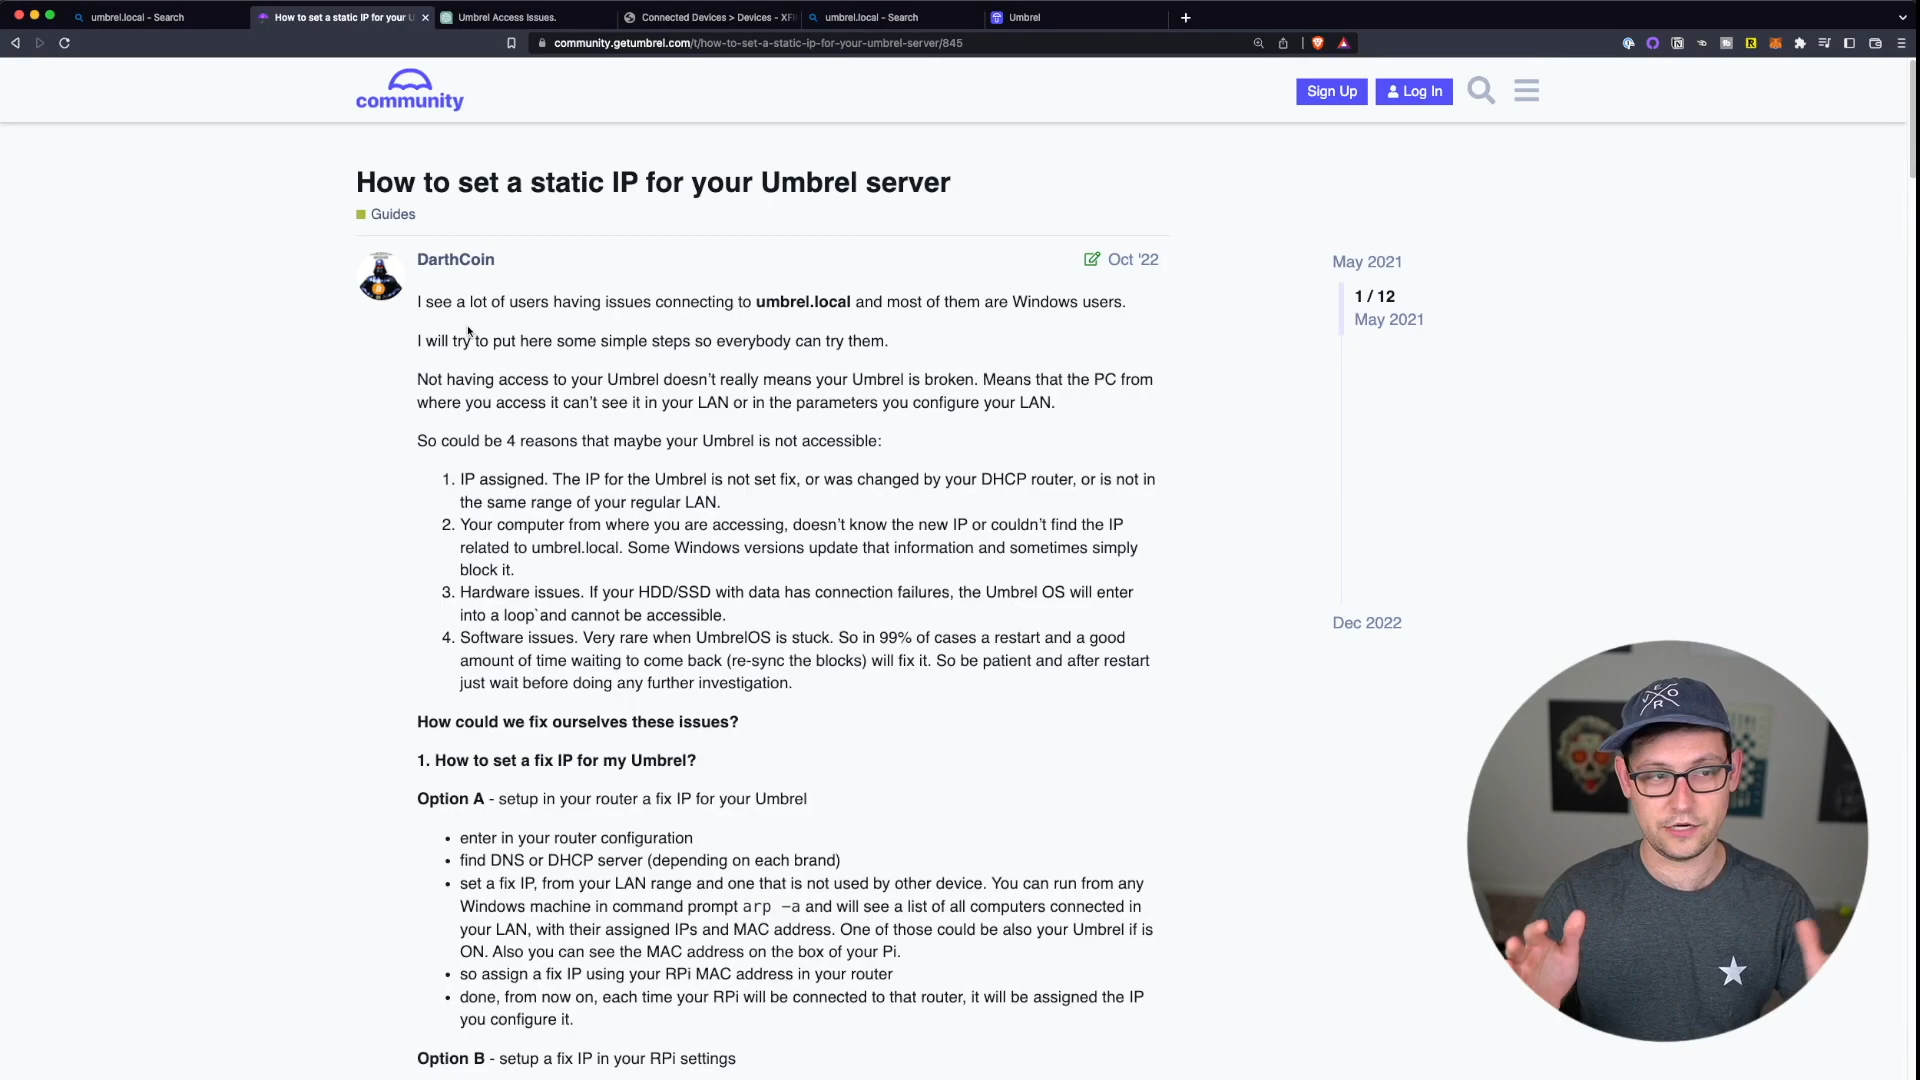 umbrel.local - Search
How to set a static IP for your U
Umbrel Access Issues.
Connected Devices > Devices - XFI
umbrel.local - Search
Umbrel
community.getumbrel.com/t/how-to-set-a-static-ip-for-your-umbrel-server/845
community
Sign Up
Log In
How to set a static IP for your Umbrel server
Guides
DarthCoin
Oct '22
I see a lot of users having issues connecting to umbrel.local and most of them are Windows users.
I will try to put here some simple steps so everybody can try them.
Not having access to your Umbrel doesn’t really means your Umbrel is broken. Means that the PC from
where you access it can’t see it in your LAN or in the parameters you configure your LAN.
So could be 4 reasons that maybe your Umbrel is not accessible:
1. IP assigned. The IP for the Umbrel is not set fix, or was changed by your DHCP router, or is not in
the same range of your regular LAN.
2. Your computer from where you are accessing, doesn’t know the new IP or couldn’t find the IP
related to umbrel.local. Some Windows versions update that information and sometimes simply
block it.
3. Hardware issues. If your HDD/SSD with data has connection failures, the Umbrel OS will enter
into a loop`and cannot be accessible.
4. Software issues. Very rare when UmbrelOS is stuck. So in 99% of cases a restart and a good
amount of time waiting to come back (re-sync the blocks) will fix it. So be patient and after restart
just wait before doing any further investigation.
How could we fix ourselves these issues?
1. How to set a fix IP for my Umbrel?
Option A - setup in your router a fix IP for your Umbrel
• enter in your router configuration
• find DNS or DHCP server (depending on each brand)
• set a fix IP, from your LAN range and one that is not used by other device. You can run from any
Windows machine in command prompt arp -a and will see a list of all computers connected in
your LAN, with their assigned IPs and MAC address. One of those could be also your Umbrel if is
ON. Also you can see the MAC address on the box of your Pi.
• so assign a fix IP using your RPi MAC address in your router
• done, from now on, each time your RPi will be connected to that router, it will be assigned the IP
you configure it.
Option B - setup a fix IP in your RPi settings
May 2021
1 / 12
May 2021
Dec 2022